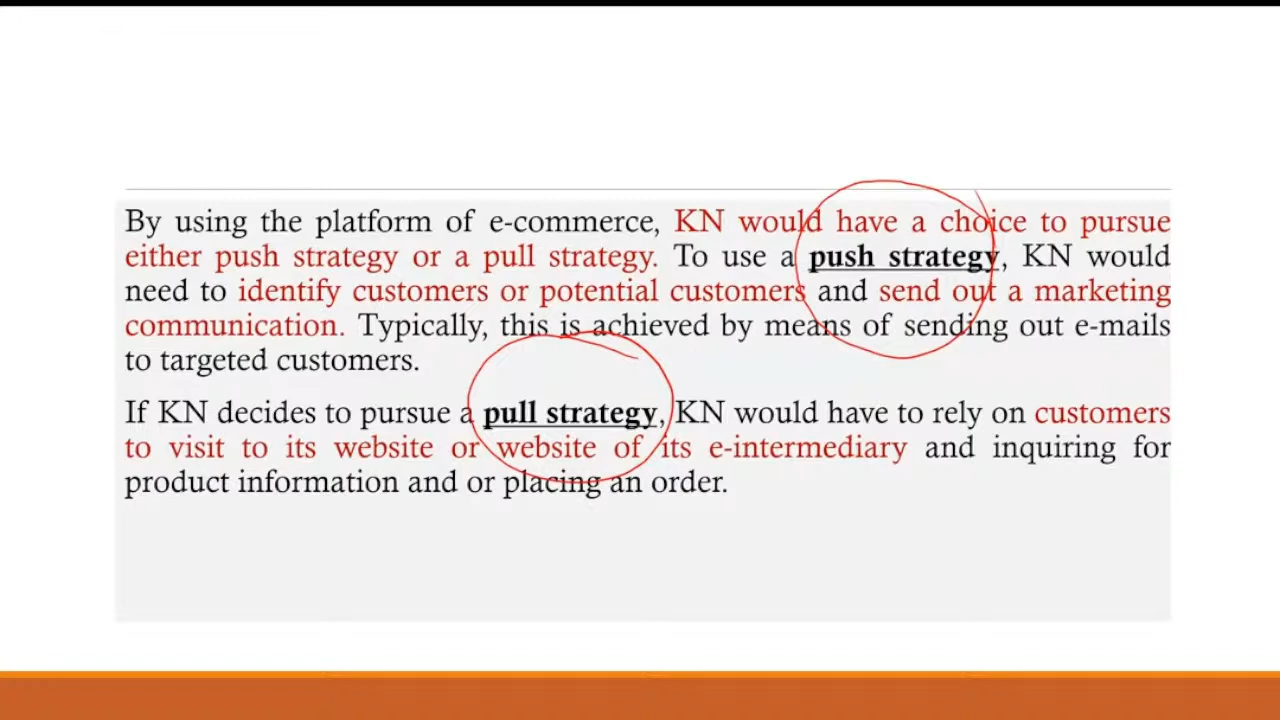 By using the platform of e-commerce, KN would have a choice to pursue
either push strategy or a pull strategy. To use a push strategy, KN would
need to identify customers or potential customers and send out a marketing
communication. Typically, this is achieved by means of sending out e-mails
to targeted customers.
If KN decides to pursue a pull strategy, KN would have to rely on customers
to visit to its website or website of its e-intermediary and inquiring for
product information and or placing an order.